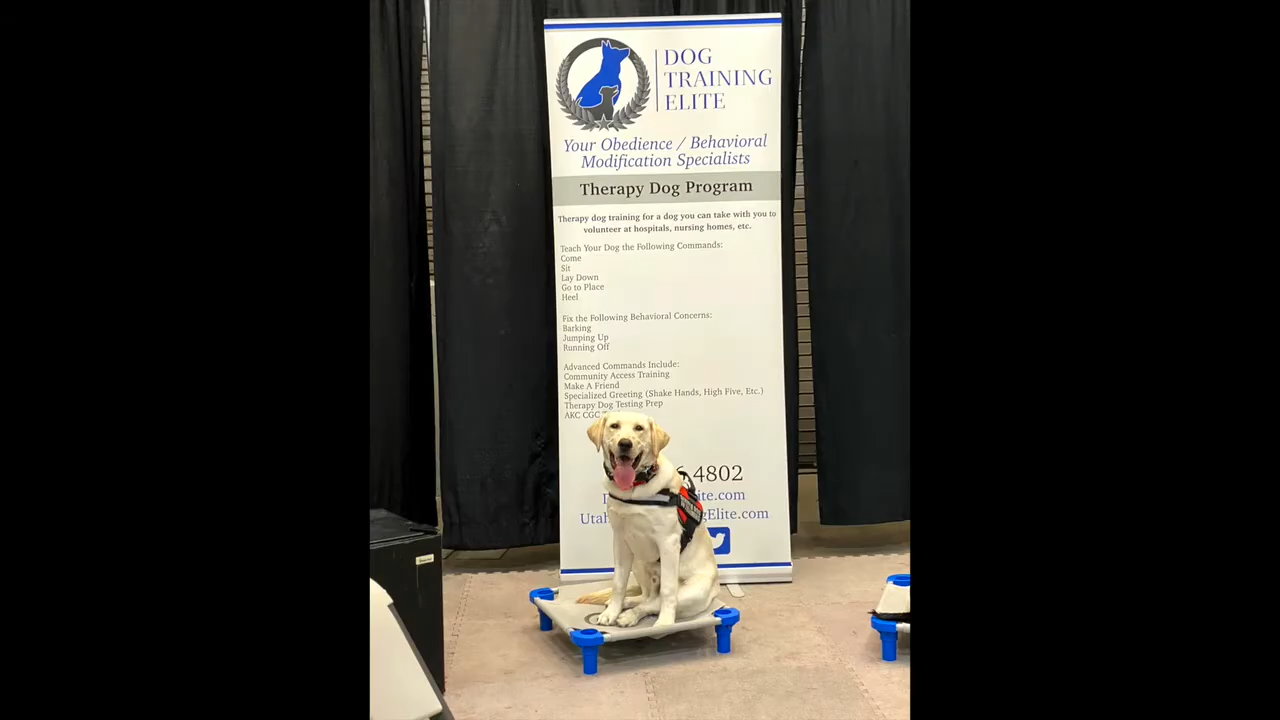 DOG
TRAINING
ELITE
Your Obedience / Behavioral
Modification Specialists
Therapy Dog Program
Therapy dog training for a dog you can take with you to
volunteer at hospitals, nursing homes, etc.
Teach Your Dog the Following Commands:
Come
Sit
Lay Down
Go to Place
Heel
Fix the Following Behavioral Concerns:
Barking
Jumping Up
Running Off
Advanced Commands Include:
Community Access Training
Make A Friend
Specialized Greeting (Shake Hands, High Five, Etc.)
Therapy Dog Testing Prep
AKC CGC
4802
ite.com
Utah gElite.com